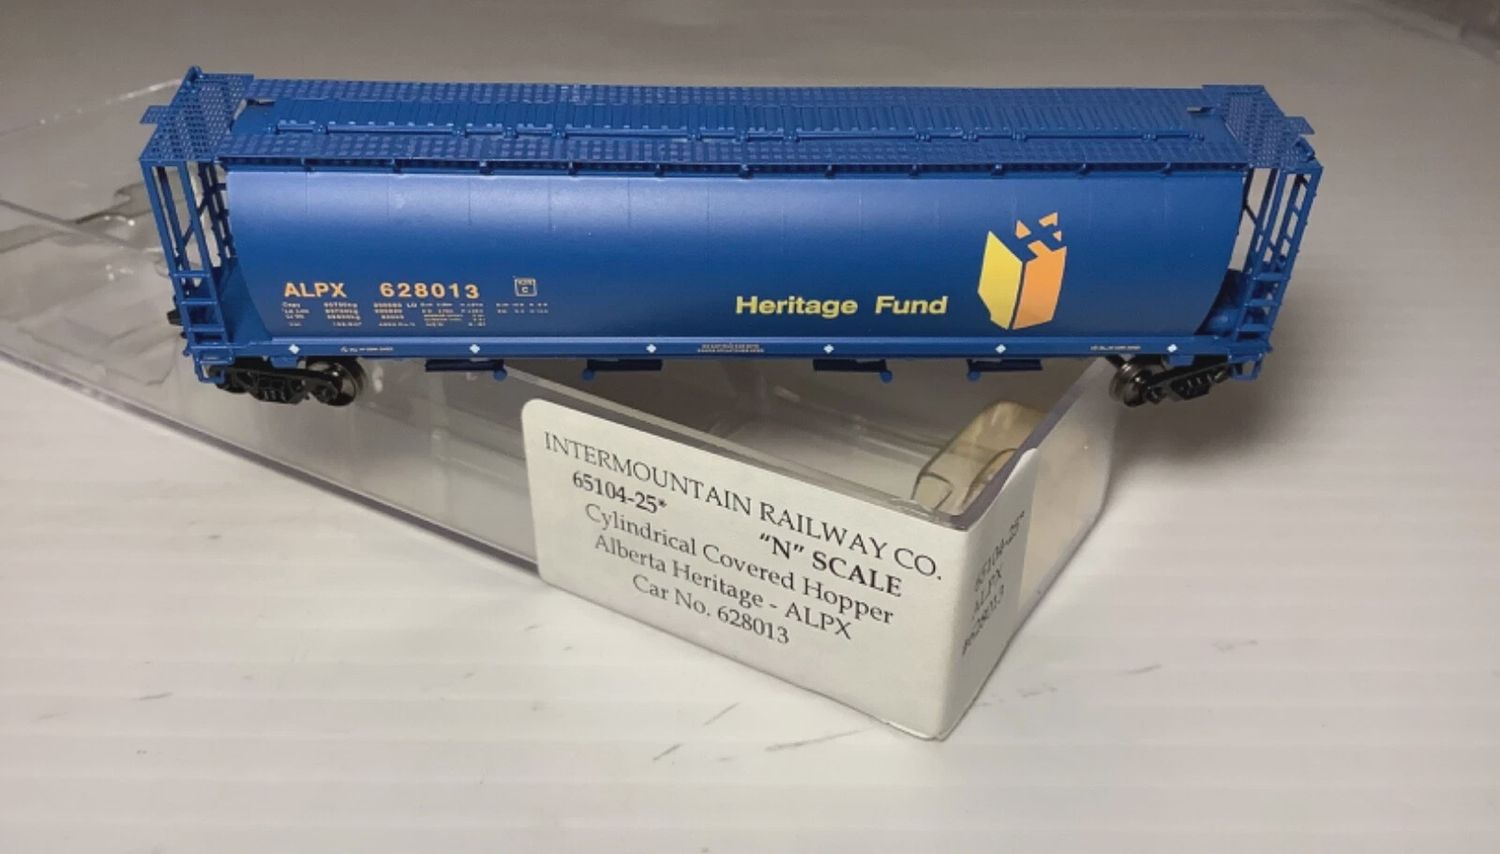 ALPX 628013
C
Heritage Fund
INTERMOUNTAIN RAILWAY CO.
65104-25*
"N" SCALE
Cylindrical Covered Hopper
Alberta Heritage - ALPX
Car No. 628013
65104-25*
ALPX
#628013